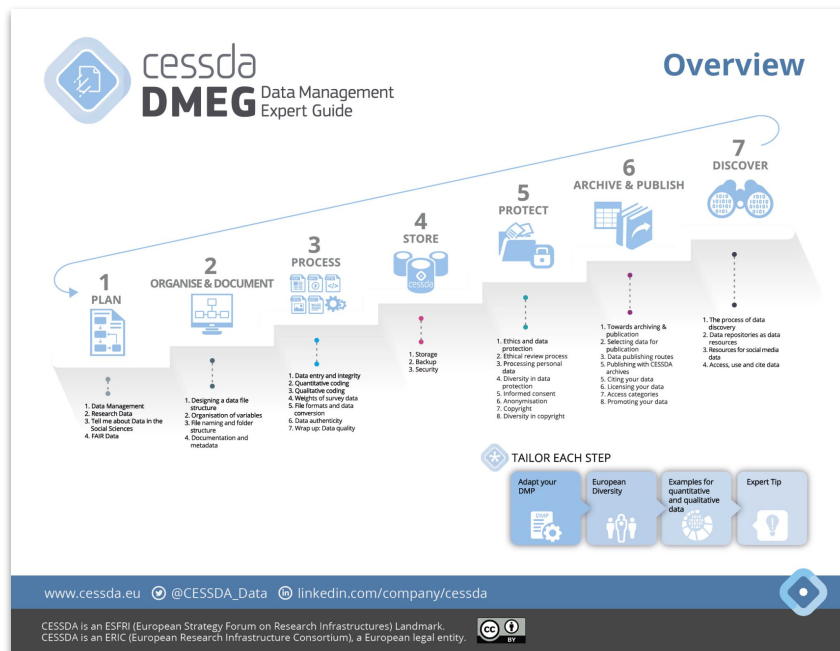 cessda
DMEG Data Management
Expert Guide
Overview
1
PLAN
1. Data Management
2. Research Data
3. Tell me about Data in the
Social Sciences
4. FAIR Data
2
ORGANISE & DOCUMENT
1. Designing a data file
structure
2. Organisation of variables
3. File naming and folder
structure
4. Documentation and
metadata
3
PROCESS
1. Data entry and integrity
2. Quantitative coding
3. Qualitative coding
4. Weights of survey data
5. File formats and data
conversion
6. Data authenticity
7. Wrap up: Data quality
4
STORE
cessda
1. Storage
2. Backup
3. Security
5
PROTECT
1. Ethics and data
protection
2. Ethical review process
3. Processing personal
data
4. Diversity in data
protection
5. Informed consent
6. Anonymisation
7. Copyright
8. Diversity in copyright
6
ARCHIVE & PUBLISH
1. Towards archiving &
publication
2. Selecting data for
publication
3. Data publishing routes
5. Publishing with CESSDA
archives
5. Citing your data
6. Licensing your data
7. Access categories
8. Promoting your data
7
DISCOVER
1010 1010
01010 01010
10101 10101
0101 0101
1. The process of data
discovery
2. Data repositories as data
resources
3. Resources for social media
data
4. Access, use and cite data
TAILOR EACH STEP
Adapt your
DMP
DMP
European
Diversity
Examples for
quantitative
and qualitative
data
Expert Tip
www.cessda.eu @CESSDA_Data linkedin.com/company/cessda
CESSDA is an ESFRI (European Strategy Forum on Research Infrastructures) Landmark.
CESSDA is an ERIC (European Research Infrastructure Consortium), a European legal entity.
cc BY